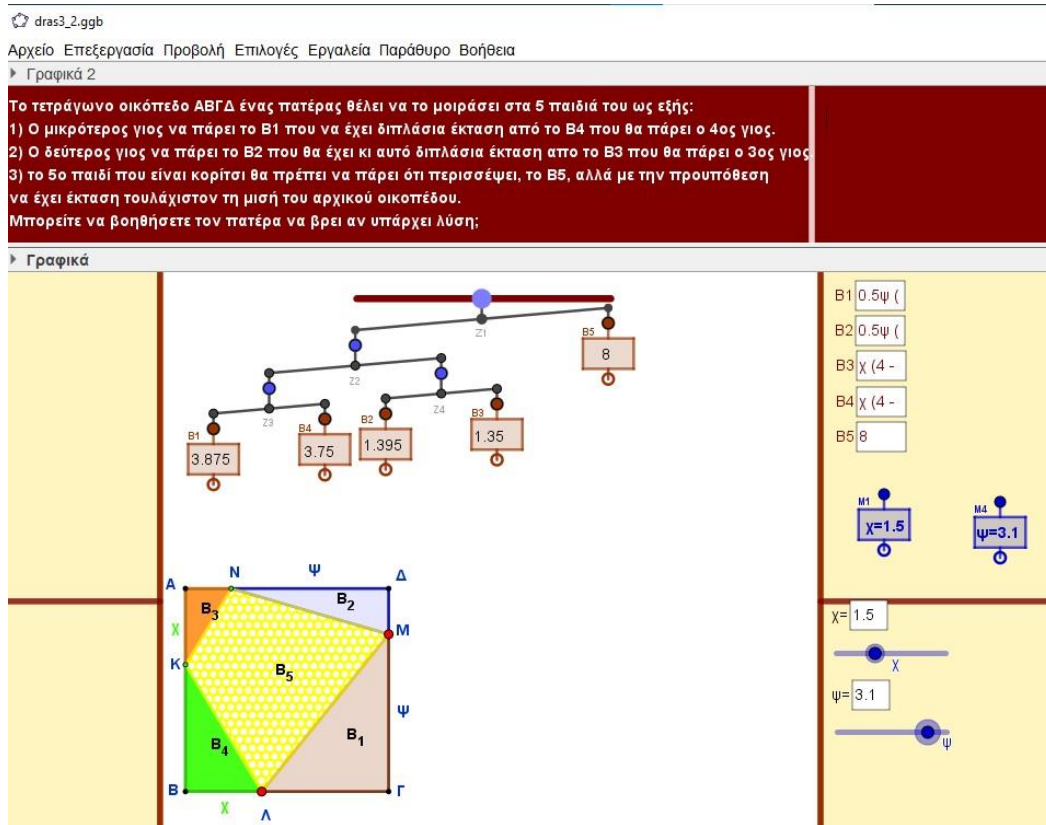 dras3_2.ggb
Αρχείο Επεξεργασία Προβολή Επιλογές Εργαλεία Παράθυρο Βοήθεια
Γραφικά 2
Το τετράγωνο οικόπεδο ΑΒΓΔ ένας πατέρας θέλει να το μοιράσει στα 5 παιδιά του ως εξής:
1) Ο μικρότερος γιος να πάρει το Β1 που να έχει διπλάσια έκταση από το Β4 που θα πάρει ο 4ος γιος.
2) Ο δεύτερος γιος να πάρει το Β2 που θα έχει κι αυτό διπλάσια έκταση απο το Β3 που θα πάρει ο 3ος γιος
3) το 5ο παιδί που είναι κορίτσι θα πρέπει να πάρει ότι περισσέψει, το Β5, αλλά με την προυπόθεση
να έχει έκταση τουλάχιστον τη μισή του αρχικού οικοπέδου.
Μπορείτε να βοηθήσετε τον πατέρα να βρει αν υπάρχει λύση;
Γραφικά
Z1
B5
8
Z2
Z3
Z4
B1
3.875
B4
3.75
B2
1.395
B3
1.35
B1 0.5ψ (
B2 0.5ψ (
B3 χ (4 -
B4 χ (4 -
B5 8
M1
χ=1.5
M4
ψ=3.1
Α Ν Ψ Δ
Β3 Β2
Χ Μ
Κ Β5
Ψ
Β4 Β1
Β Λ Γ
Χ
χ= 1.5
χ
ψ= 3.1
ψ